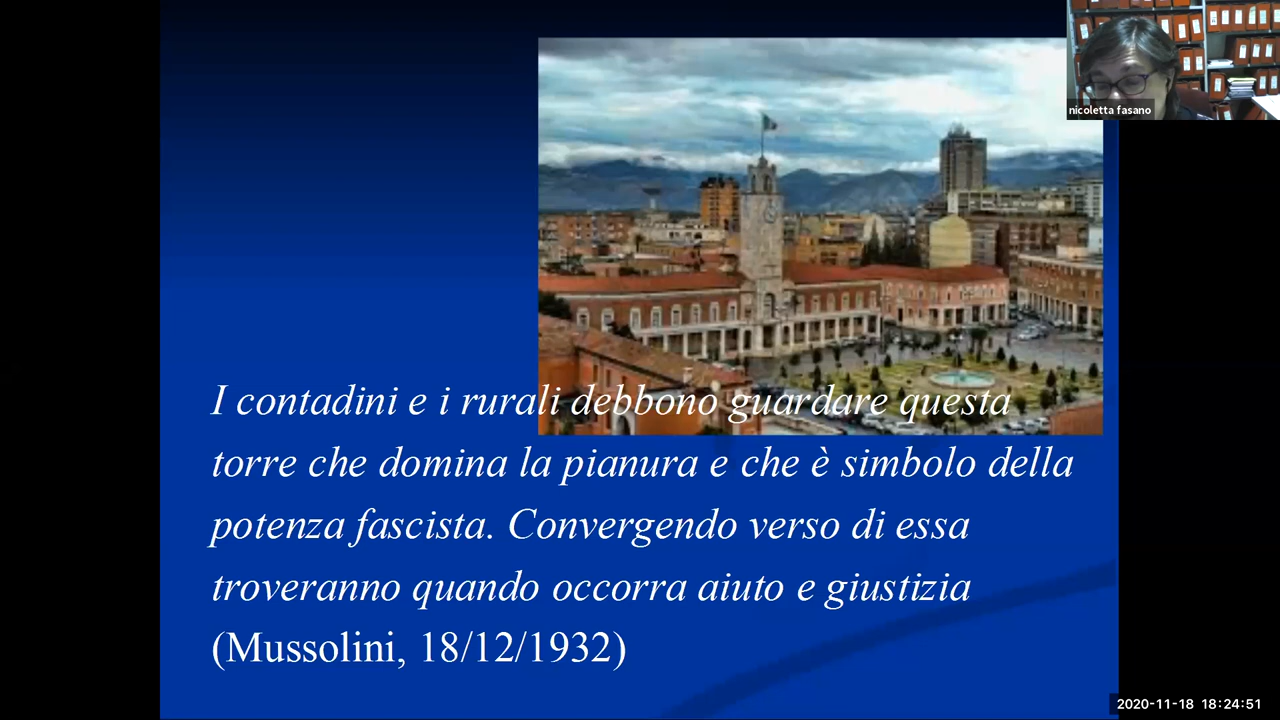 nicoletta fasano
I contadini e i rurali debbono guardare questa
torre che domina la pianura e che è simbolo della
potenza fascista. Convergendo verso di essa
troveranno quando occorra aiuto e giustizia
(Mussolini, 18/12/1932)
2020-11-18 18:24:51